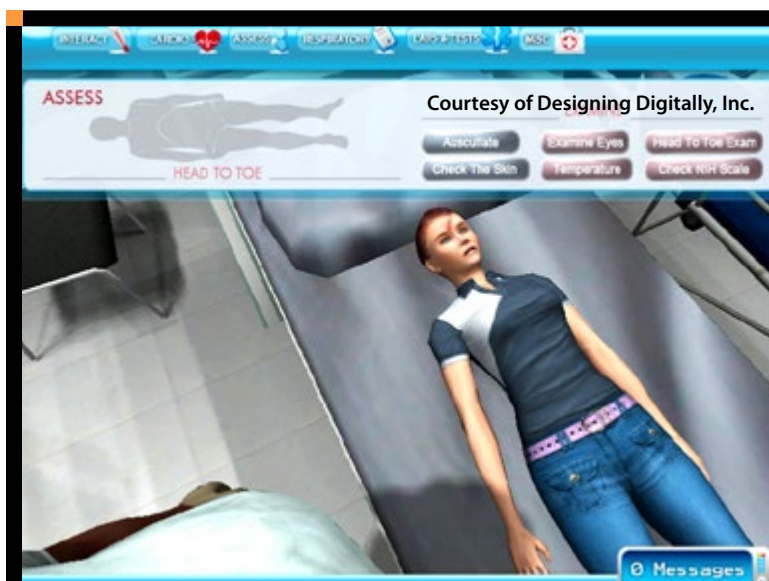 INTERACT CARDIO ASSESS RESPIRATORY LABS & TESTS MISC
ASSESS
Courtesy of Designing Digitally, Inc.
Auscultate Examine Eyes Head To Toe Exam
HEAD TO TOE Check The Skin Temperature Check NIH Scale
0 Messages